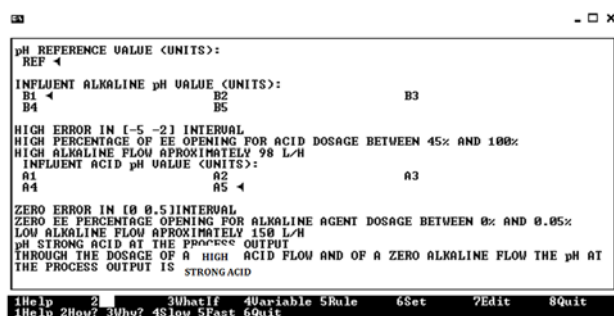 pH REFERENCE VALUE (UNITS):
REF ◄
INFLUENT ALKALINE pH VALUE (UNITS):
B1 ◄ B2 B3
B4 B5
HIGH ERROR IN [-5 -2] INTERVAL
HIGH PERCENTAGE OF EE OPENING FOR ACID DOSAGE BETWEEN 45% AND 100%
HIGH ALKALINE FLOW APROXIMATELY 98 L/H
INFLUENT ACID pH VALUE (UNITS):
A1 A2 A3
A4 A5 ◄
ZERO ERROR IN [0 0.5]INTERVAL
ZERO EE PERCENTAGE OPENING FOR ALKALINE AGENT DOSAGE BETWEEN 0% AND 0.05%
LOW ALKALINE FLOW APROXIMATELY 150 L/H
pH STRONG ACID AT THE PROCESS OUTPUT
THROUGH THE DOSAGE OF A HIGH ACID FLOW AND OF A ZERO ALKALINE FLOW THE pH AT
THE PROCESS OUTPUT IS STRONG ACID
1Help 2 3WhatIf 4Variable 5Rule 6Set 7Edit 8Quit
1Help 2How? 3Why? 4Slow 5Fast 6Quit